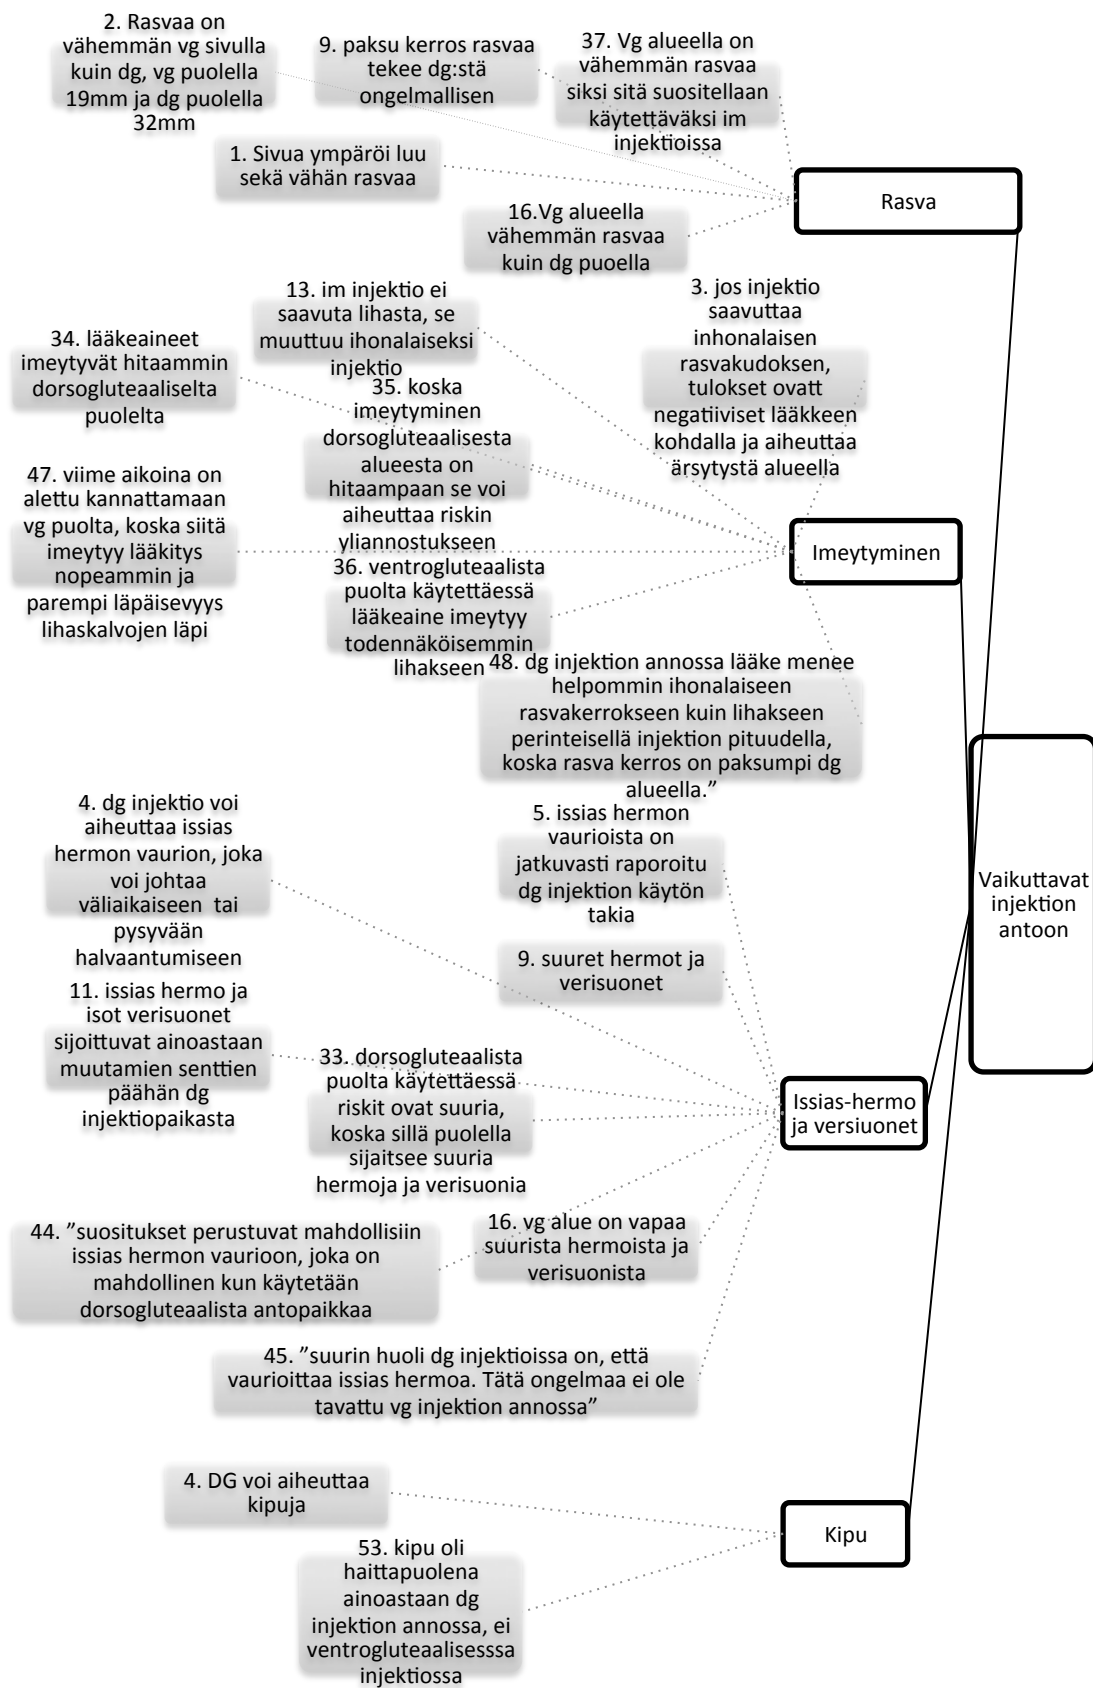 2. Rasvaa on
vähemmän vg sivulla
kuin dg, vg puolella
19mm ja dg puolella
32mm
9. paksu kerros rasvaa
tekee dg:stä
ongelmallisen
37. Vg alueella on
vähemmän rasvaa
siksi sitä suositellaan
käytettäväksi im
injektioissa
1. Sivua ympäröi luu
sekä vähän rasvaa
16.Vg alueella
vähemmän rasvaa
kuin dg puoella
Rasva
13. im injektio ei
saavuta lihasta, se
muuttuu ihonalaiseksi
injektio
3. jos injektio
saavuttaa
inhonalaisen
rasvakudoksen,
tulokset ovatt
negatiiviset lääkkeen
kohdalla ja aiheuttaa
ärsytystä alueella
34. lääkeaineet
imeytyvät hitaammin
dorsogluteaaliselta
puolelta
35. koska
imeytyminen
dorsogluteaalisesta
alueesta on
hitaampaan se voi
aiheuttaa riskin
yliannostukseen
47. viime aikoina on
alettu kannattamaan
vg puolta, koska siitä
imeytyy lääkitys
nopeammin ja
parempi läpäisevyys
lihaskalvojen läpi
36. ventrogluteaalista
puolta käytettäessä
lääkeaine imeytyy
todennäköisemmin
lihakseen
48. dg injektion annossa lääke menee
helpommin ihonalaiseen
rasvakerrokseen kuin lihakseen
perinteisellä injektion pituudella,
koska rasva kerros on paksumpi dg
alueella.”
Imeytyminen
4. dg injektio voi
aiheuttaa issias
hermon vaurion, joka
voi johtaa
väliaikaiseen tai
pysyvään
halvaantumiseen
5. issias hermon
vaurioista on
jatkuvasti raporoitu
dg injektion käytön
takia
9. suuret hermot ja
verisuonet
11. issias hermo ja
isot verisuonet
sijoittuvat ainoastaan
muutamien senttien
päähän dg
injektiopaikasta
33. dorsogluteaalista
puolta käytettäessä
riskit ovat suuria,
koska sillä puolella
sijaitsee suuria
hermoja ja verisuonia
Issias-hermo
ja versiuonet
44. ”suositukset perustuvat mahdollisiin
issias hermon vaurioon, joka on
mahdollinen kun käytetään
dorsogluteaalista antopaikkaa
16. vg alue on vapaa
suurista hermoista ja
verisuonista
45. ”suurin huoli dg injektioissa on, että
vaurioittaa issias hermoa. Tätä ongelmaa ei ole
tavattu vg injektion annossa”
4. DG voi aiheuttaa
kipuja
53. kipu oli
haittapuolena
ainoastaan dg
injektion annossa, ei
ventrogluteaalisesssa
injektiossa
Kipu
Vaikuttavat
injektion
antoon